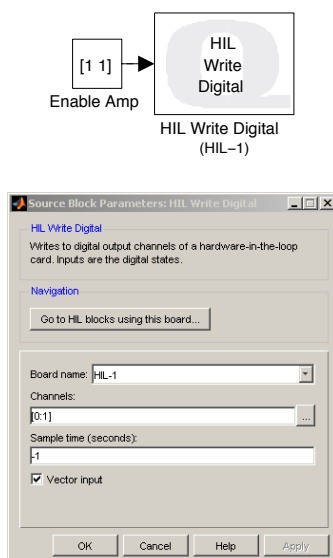 [1 1]
Enable Amp
HIL
Write
Digital
HIL Write Digital
(HIL−1)
Source Block Parameters: HIL Write Digital
HIL Write Digital
Writes to digital output channels of a hardware-in-the-loop
card. Inputs are the digital states.
Navigation
Go to HIL blocks using this board...
Board name: HIL-1
Channels:
[0:1]
...
Sample time (seconds):
-1
Vector input
OK Cancel Help Apply